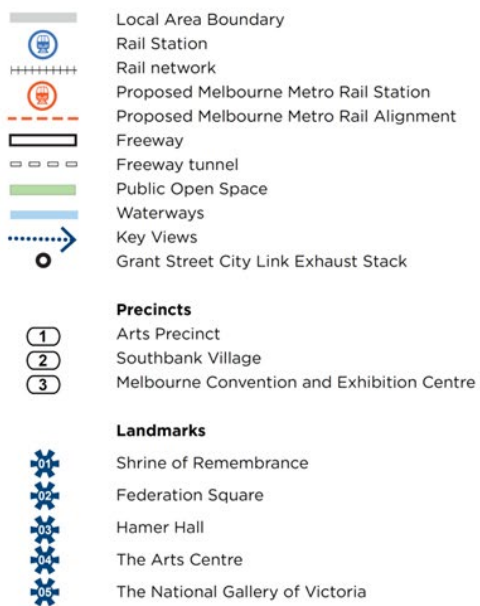 Local Area Boundary
Rail Station
Rail network
Proposed Melbourne Metro Rail Station
Proposed Melbourne Metro Rail Alignment
Freeway
Freeway tunnel
Public Open Space
Waterways
Key Views
Grant Street City Link Exhaust Stack
Precincts
1 Arts Precinct
2 Southbank Village
3 Melbourne Convention and Exhibition Centre
Landmarks
01 Shrine of Remembrance
02 Federation Square
03 Hamer Hall
04 The Arts Centre
05 The National Gallery of Victoria